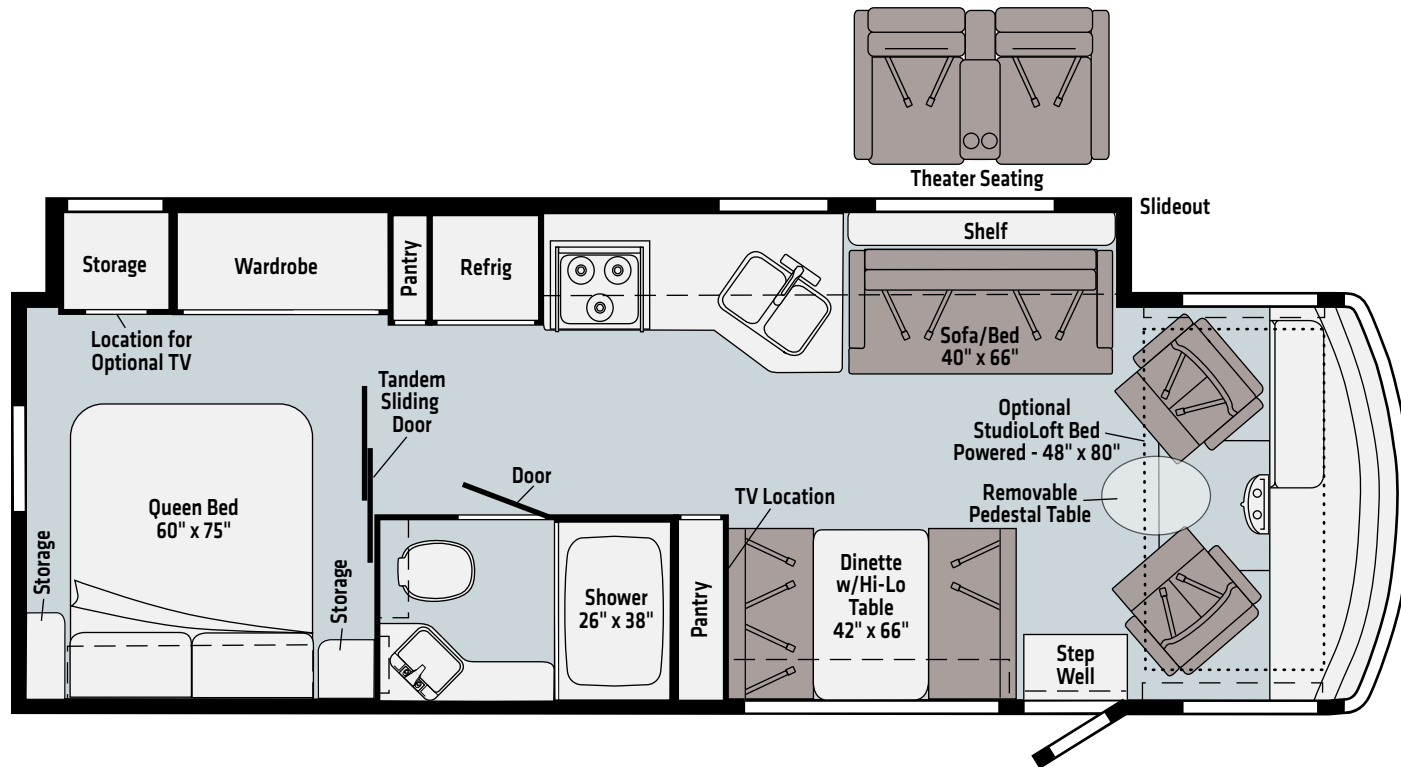 Theater Seating
Slideout
Shelf
Storage
Wardrobe
Pantry
Refrig
Location for
Optional TV
Sofa/Bed
40" x 66"
Tandem
Sliding
Door
Optional
StudioLoft Bed
Powered - 48" x 80"
Door
TV Location
Removable
Pedestal Table
Queen Bed
60" x 75"
Storage
Storage
Shower
26" x 38"
Pantry
Dinette
w/Hi-Lo
Table
42" x 66"
Step
Well